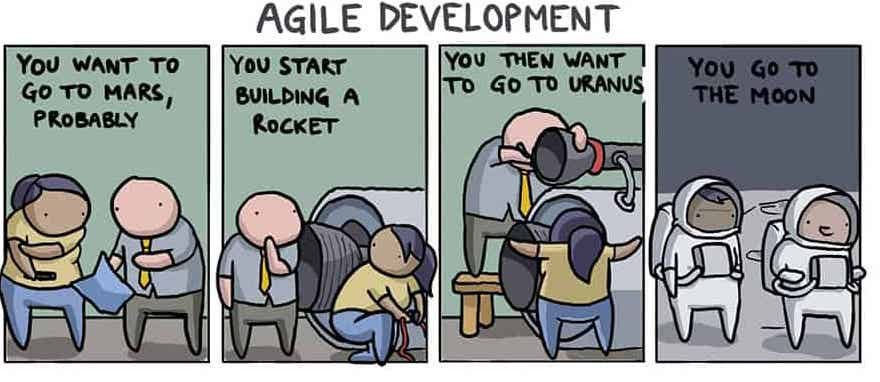 AGILE DEVELOPMENT
YOU WANT TO
GO TO MARS,
PROBABLY
YOU START
BUILDING A
ROCKET
YOU THEN WANT
TO GO TO URANUS
YOU GO TO
THE MOON